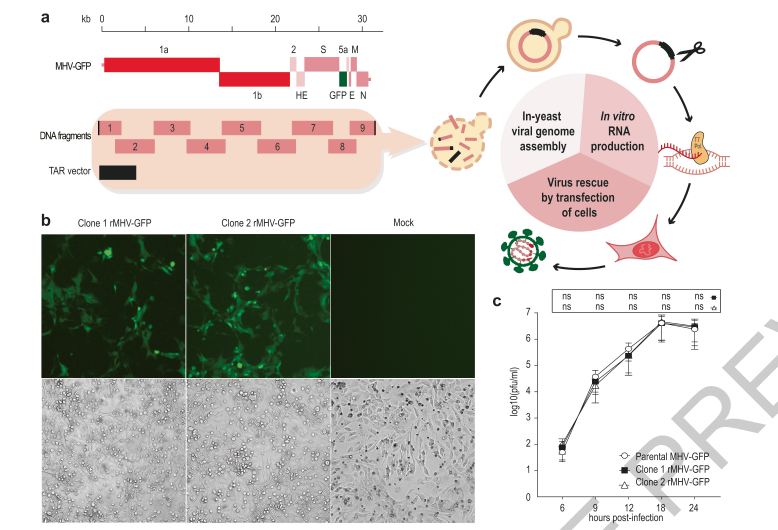 a
kb 0 10 20 30
1a 2 S 5a M
MHV-GFP
1b HE GFP E N
1 3 5 7 9
DNA fragments
2 4 6 8
TAR vector
In-yeast
viral genome
assembly
In vitro
RNA
production
Virus rescue
by transfection
of cells
T7
Pol
b
Clone 1 rMHV-GFP Clone 2 rMHV-GFP Mock
c
ns ns ns ns ns
ns ns ns ns ns
7
6
5
4
3
2
1
0
log10(pfu/ml)
Parental MHV-GFP
Clone 1 rMHV-GFP
Clone 2 rMHV-GFP
6 9 12 18 24
hours post-infection
PREV